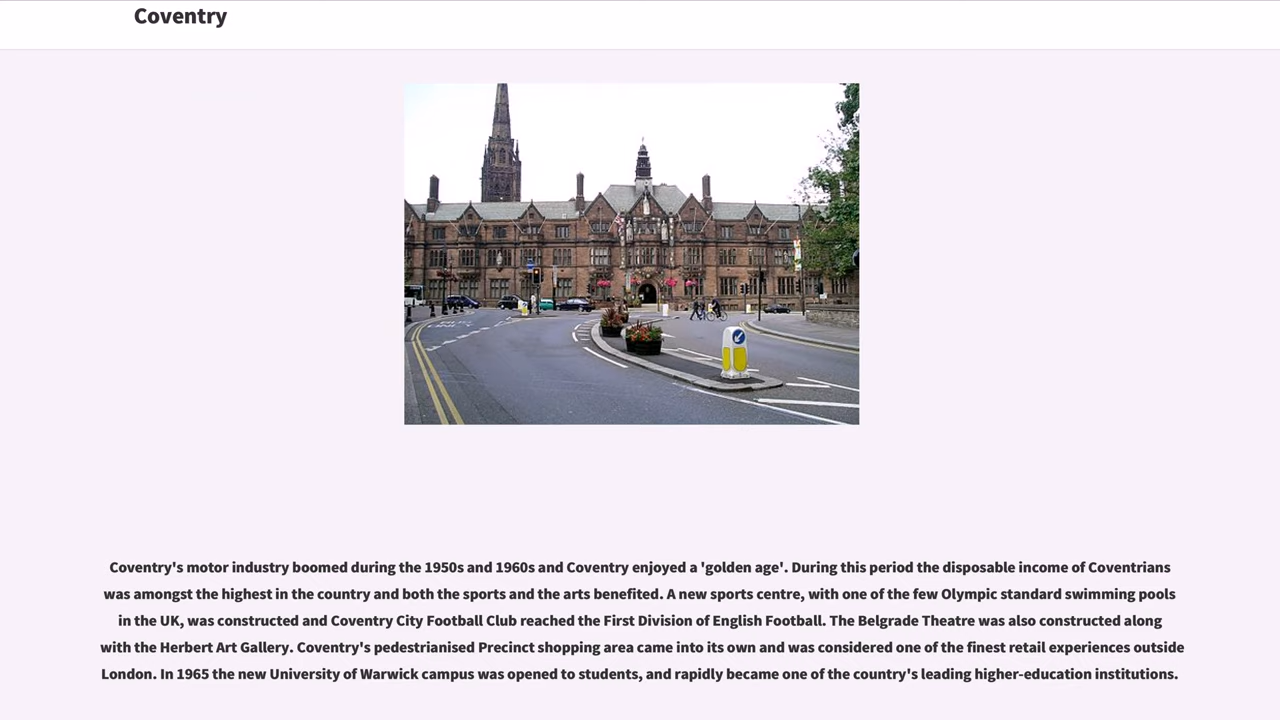 Coventry
Coventry's motor industry boomed during the 1950s and 1960s and Coventry enjoyed a 'golden age'. During this period the disposable income of Coventrians
was amongst the highest in the country and both the sports and the arts benefited. A new sports centre, with one of the few Olympic standard swimming pools
in the UK, was constructed and Coventry City Football Club reached the First Division of English Football. The Belgrade Theatre was also constructed along
with the Herbert Art Gallery. Coventry's pedestrianised Precinct shopping area came into its own and was considered one of the finest retail experiences outside
London. In 1965 the new University of Warwick campus was opened to students, and rapidly became one of the country's leading higher-education institutions.